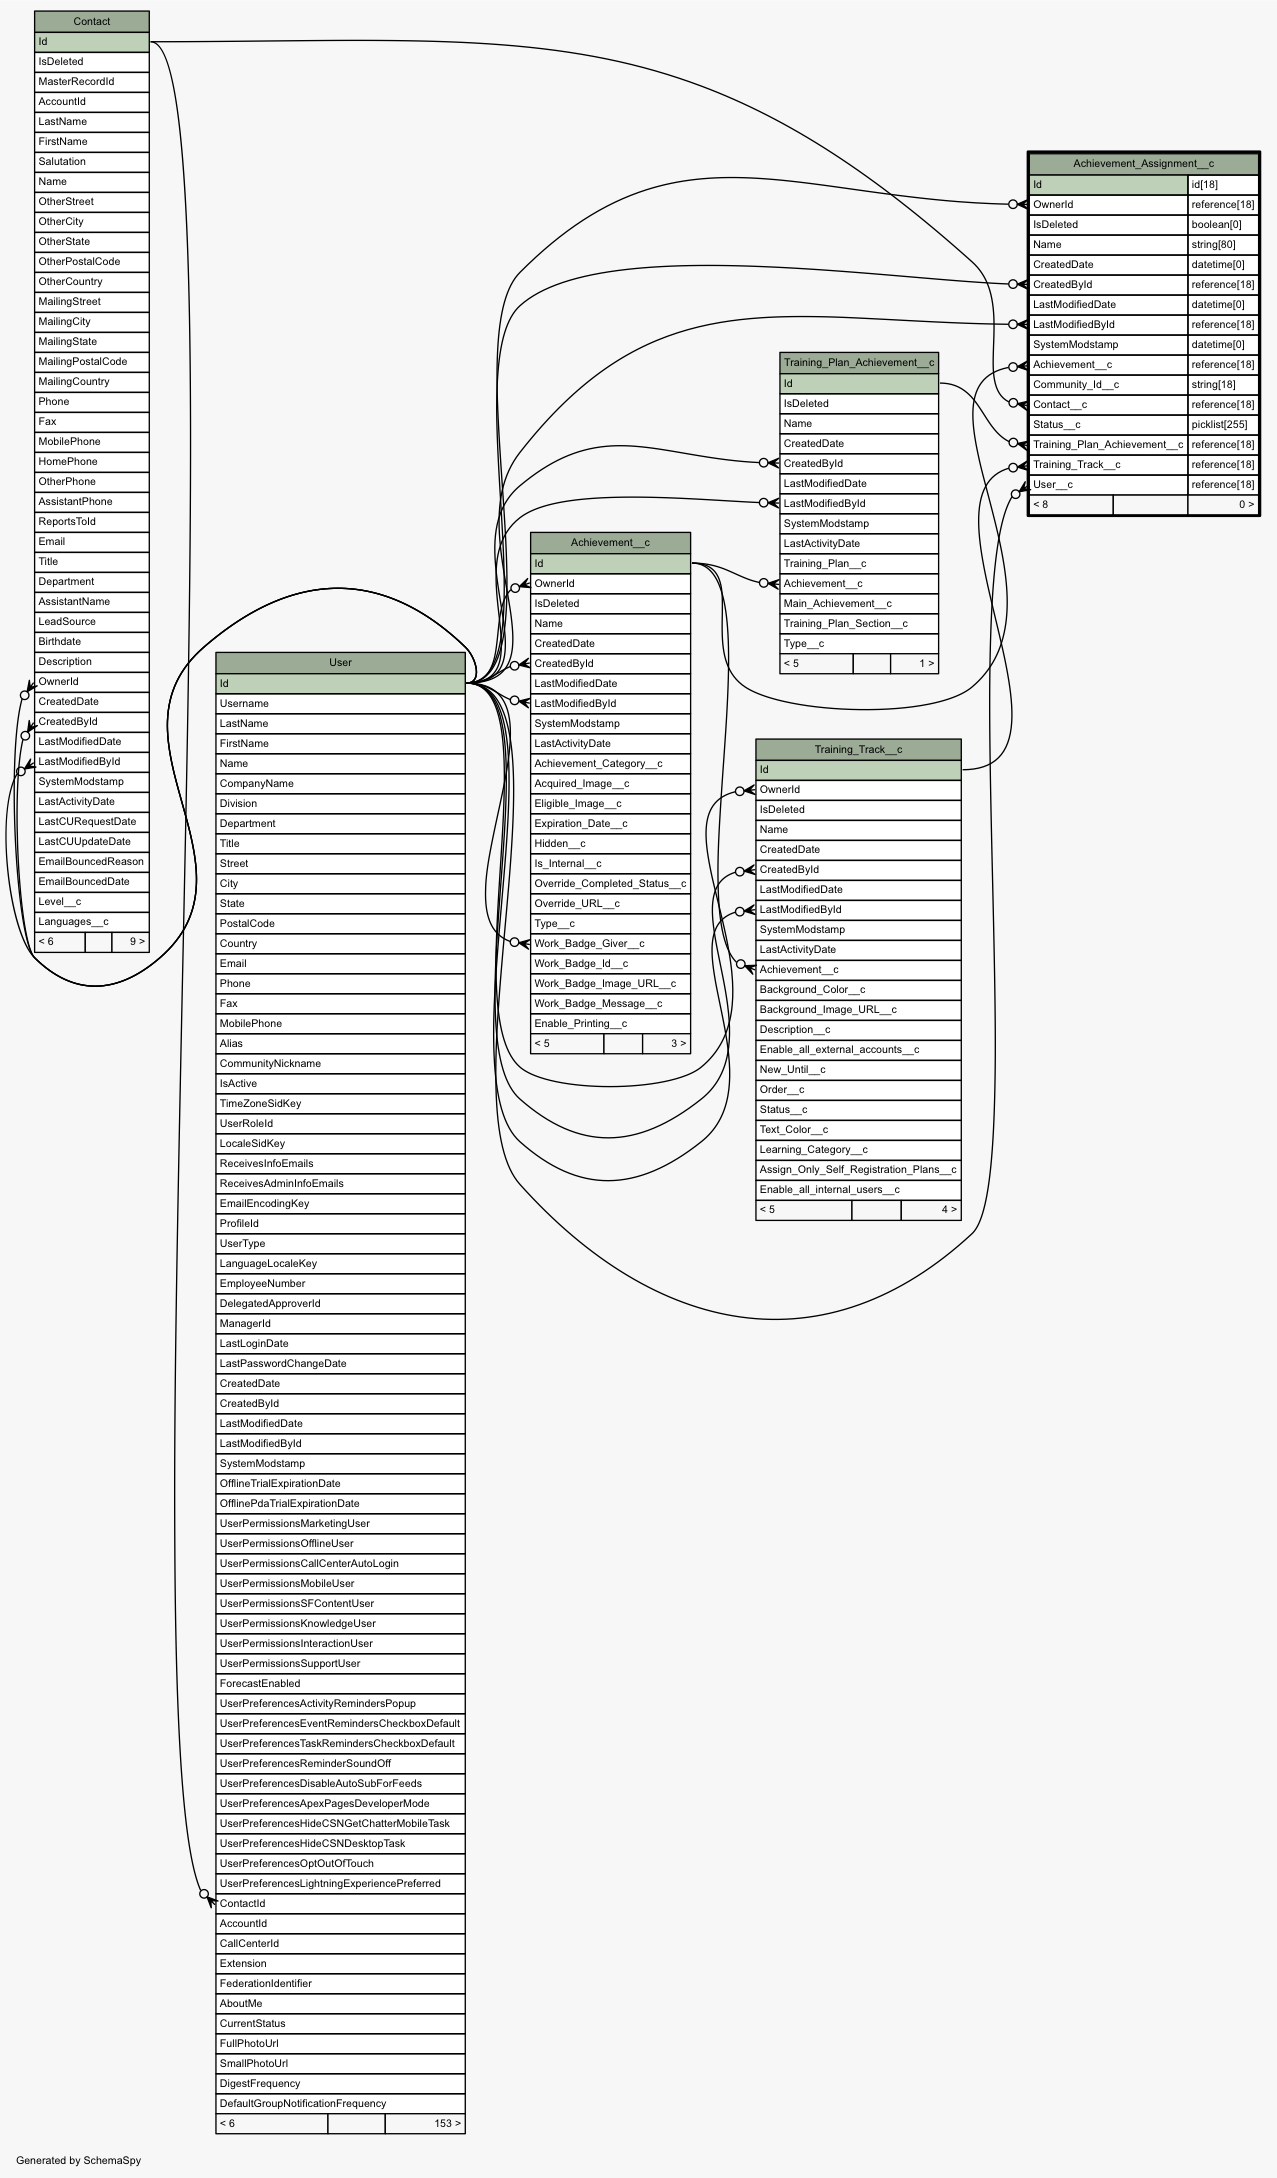 Contact
Id
IsDeleted
MasterRecordId
AccountId
LastName
FirstName
Salutation
Name
OtherStreet
OtherCity
OtherState
OtherPostalCode
OtherCountry
MailingStreet
MailingCity
MailingState
MailingPostalCode
MailingCountry
Phone
Fax
MobilePhone
HomePhone
OtherPhone
AssistantPhone
ReportsToId
Email
Title
Department
AssistantName
LeadSource
Birthdate
Description
OwnerId
CreatedDate
CreatedById
LastModifiedDate
LastModifiedById
SystemModstamp
LastActivityDate
LastCURequestDate
LastCUUpdateDate
EmailBouncedReason
EmailBouncedDate
Level__c
Languages__c
< 6 9 >
User
Id
Username
LastName
FirstName
Name
CompanyName
Division
Department
Title
Street
City
State
PostalCode
Country
Email
Phone
Fax
MobilePhone
Alias
CommunityNickname
IsActive
TimeZoneSidKey
UserRoleId
LocaleSidKey
ReceivesInfoEmails
ReceivesAdminInfoEmails
EmailEncodingKey
ProfileId
UserType
LanguageLocaleKey
EmployeeNumber
DelegatedApproverId
ManagerId
LastLoginDate
LastPasswordChangeDate
CreatedDate
CreatedById
LastModifiedDate
LastModifiedById
SystemModstamp
OfflineTrialExpirationDate
OfflinePdaTrialExpirationDate
UserPermissionsMarketingUser
UserPermissionsOfflineUser
UserPermissionsCallCenterAutoLogin
UserPermissionsMobileUser
UserPermissionsSFContentUser
UserPermissionsKnowledgeUser
UserPermissionsInteractionUser
UserPermissionsSupportUser
ForecastEnabled
UserPreferencesActivityRemindersPopup
UserPreferencesEventRemindersCheckboxDefault
UserPreferencesTaskRemindersCheckboxDefault
UserPreferencesReminderSoundOff
UserPreferencesDisableAutoSubForFeeds
UserPreferencesApexPagesDeveloperMode
UserPreferencesHideCSNGetChatterMobileTask
UserPreferencesHideCSNDesktopTask
UserPreferencesOptOutOfTouch
UserPreferencesLightningExperiencePreferred
ContactId
AccountId
CallCenterId
Extension
FederationIdentifier
AboutMe
CurrentStatus
FullPhotoUrl
SmallPhotoUrl
DigestFrequency
DefaultGroupNotificationFrequency
< 6 153 >
Achievement__c
Id
OwnerId
IsDeleted
Name
CreatedDate
CreatedById
LastModifiedDate
LastModifiedById
SystemModstamp
LastActivityDate
Achievement_Category__c
Acquired_Image__c
Eligible_Image__c
Expiration_Date__c
Hidden__c
Is_Internal__c
Override_Completed_Status__c
Override_URL__c
Type__c
Work_Badge_Giver__c
Work_Badge_Id__c
Work_Badge_Image_URL__c
Work_Badge_Message__c
Enable_Printing__c
< 5 3 >
Training_Plan_Achievement__c
Id
IsDeleted
Name
CreatedDate
CreatedById
LastModifiedDate
LastModifiedById
SystemModstamp
LastActivityDate
Training_Plan__c
Achievement__c
Main_Achievement__c
Training_Plan_Section__c
Type__c
< 5 1 >
Training_Track__c
Id
OwnerId
IsDeleted
Name
CreatedDate
CreatedById
LastModifiedDate
LastModifiedById
SystemModstamp
LastActivityDate
Achievement__c
Background_Color__c
Background_Image_URL__c
Description__c
Enable_all_external_accounts__c
New_Until__c
Order__c
Status__c
Text_Color__c
Learning_Category__c
Assign_Only_Self_Registration_Plans__c
Enable_all_internal_users__c
< 5 4 >
Achievement_Assignment__c
Id id[18]
OwnerId reference[18]
IsDeleted boolean[0]
Name string[80]
CreatedDate datetime[0]
CreatedById reference[18]
LastModifiedDate datetime[0]
LastModifiedById reference[18]
SystemModstamp datetime[0]
Achievement__c reference[18]
Community_Id__c string[18]
Contact__c reference[18]
Status__c picklist[255]
Training_Plan_Achievement__c reference[18]
Training_Track__c reference[18]
User__c reference[18]
< 8 0 >
Generated by SchemaSpy